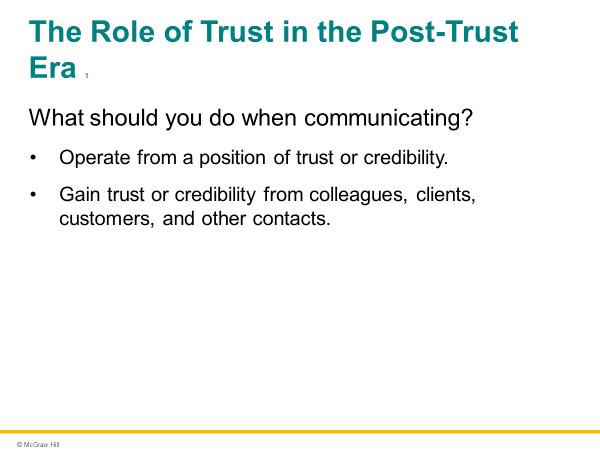 The Role of Trust in the Post-Trust
Era 1
What should you do when communicating?
• Operate from a position of trust or credibility.
• Gain trust or credibility from colleagues, clients,
customers, and other contacts.
© McGraw Hill